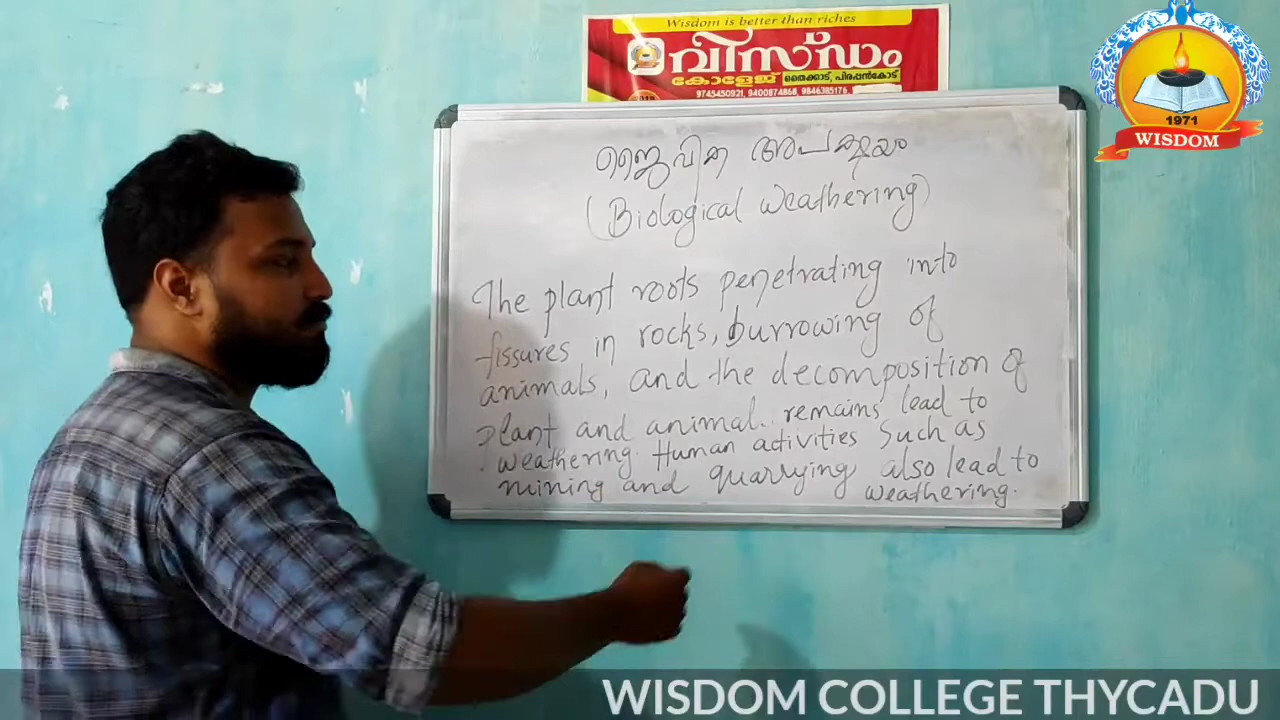 Wisdom is better than riches
വിസ്ഡം
കോളേജ് തൈക്കാട്, പിരപ്പൻകോട്
9745450921, 9400874868, 9846385176,
1971
WISDOM
ജൈവിക അപക്ഷയം
(Biological weathering)
The plant roots penetrating into
fissures in rocks, burrowing of
animals, and the decomposition of
plant and animal remains lead to
weathering. Human activities such as
mining and quarrying also lead to
weathering.
WISDOM COLLEGE THYCADU